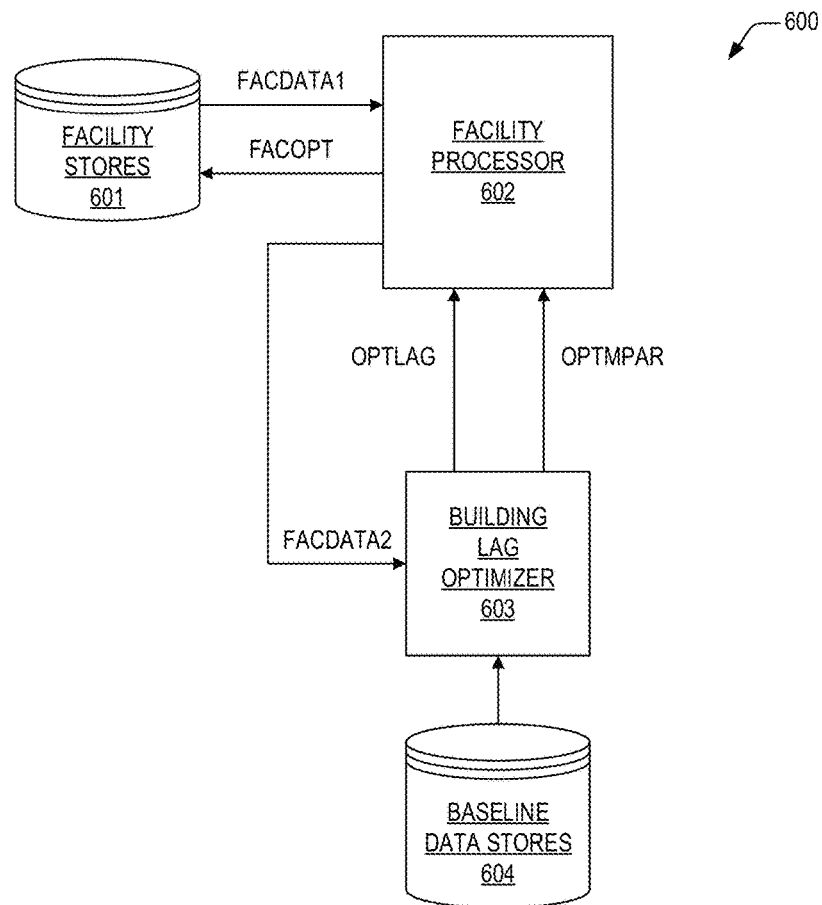 600
FACILITY
STORES
601
FACDATA1
FACOPT
FACILITY
PROCESSOR
602
OPTLAG
OPTMPAR
FACDATA2
BUILDING
LAG
OPTIMIZER
603
BASELINE
DATA STORES
604